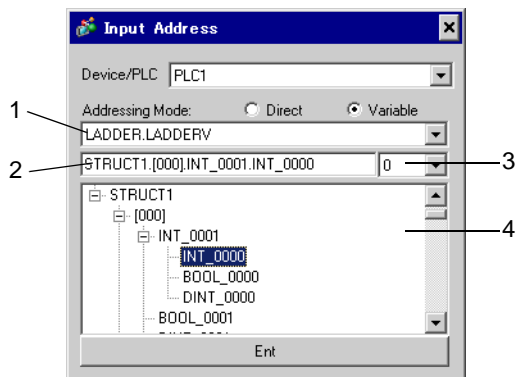 Input Address
Device/PLC PLC1
Addressing Mode: Direct Variable
1
LADDER.LADDERV
2 STRUCT1.[000].INT_0001.INT_0000 0 3
STRUCT1
[000]
4
INT_0001
INT_0000
BOOL_0000
DINT_0000
BOOL_0001
Ent